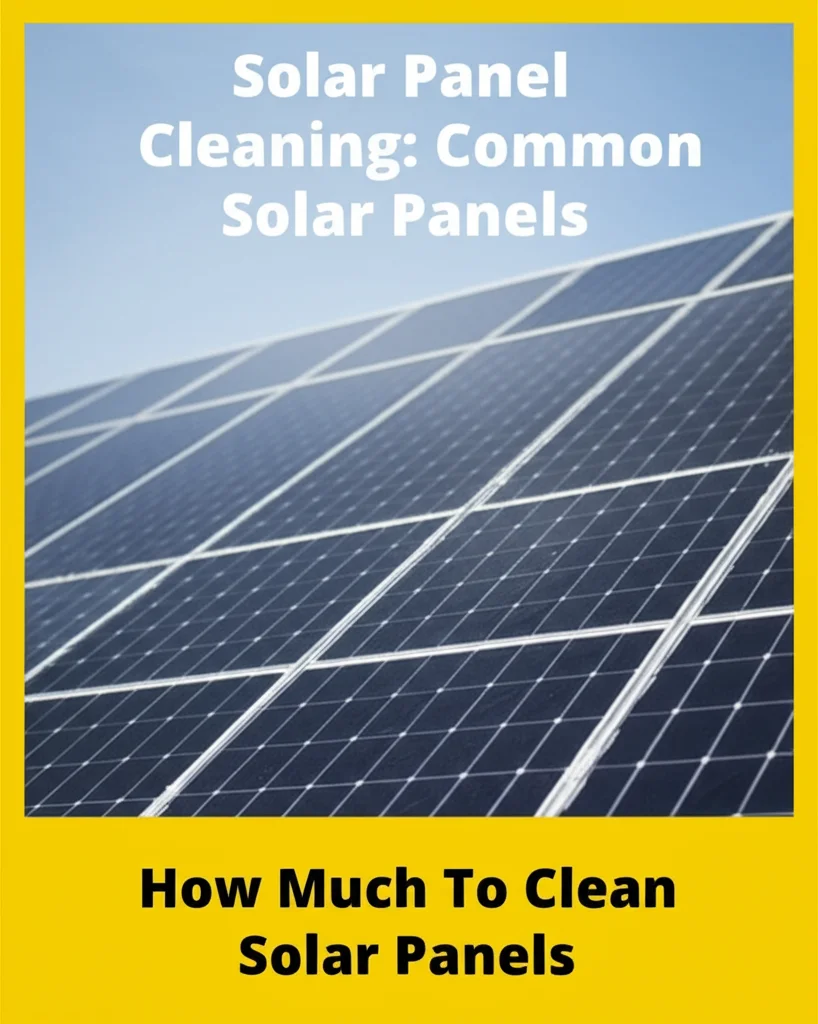 Solar Panel
Cleaning: Common
Solar Panels
How Much To Clean
Solar Panels